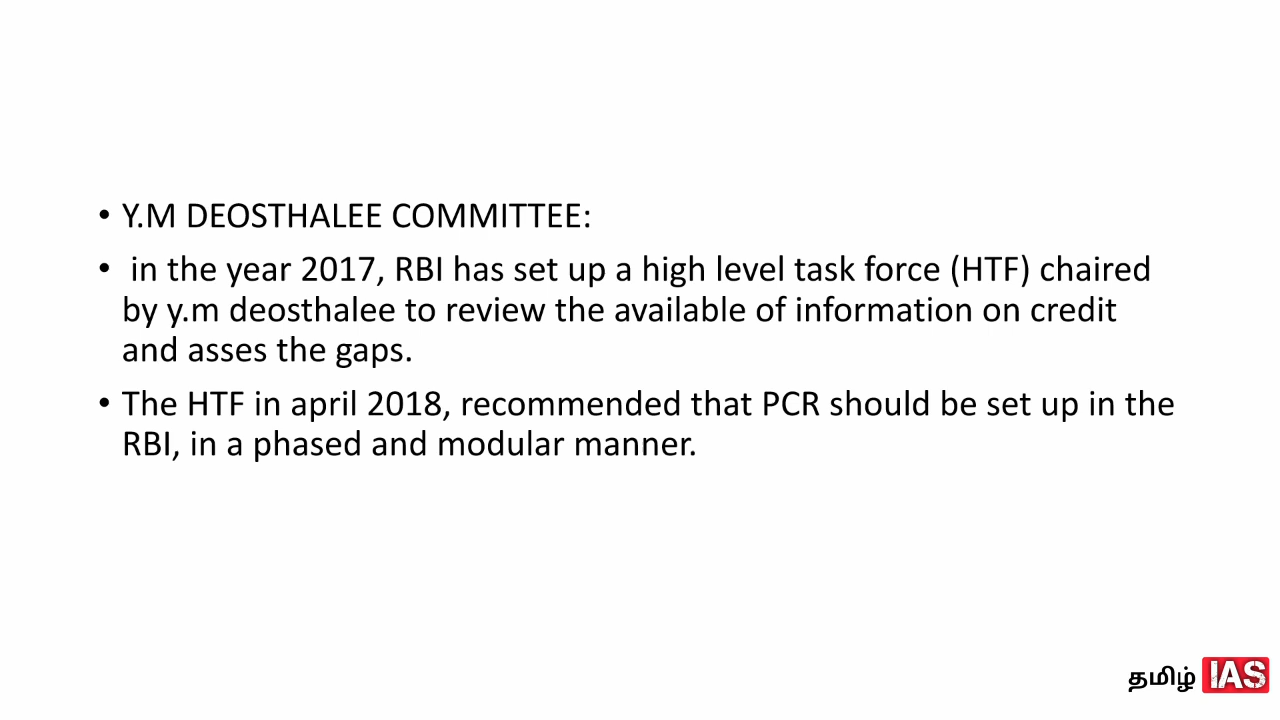 • Y.M DEOSTHALEE COMMITTEE:
• in the year 2017, RBI has set up a high level task force (HTF) chaired
by y.m deosthalee to review the available of information on credit
and asses the gaps.
• The HTF in april 2018, recommended that PCR should be set up in the
RBI, in a phased and modular manner.
தமிழ் IAS